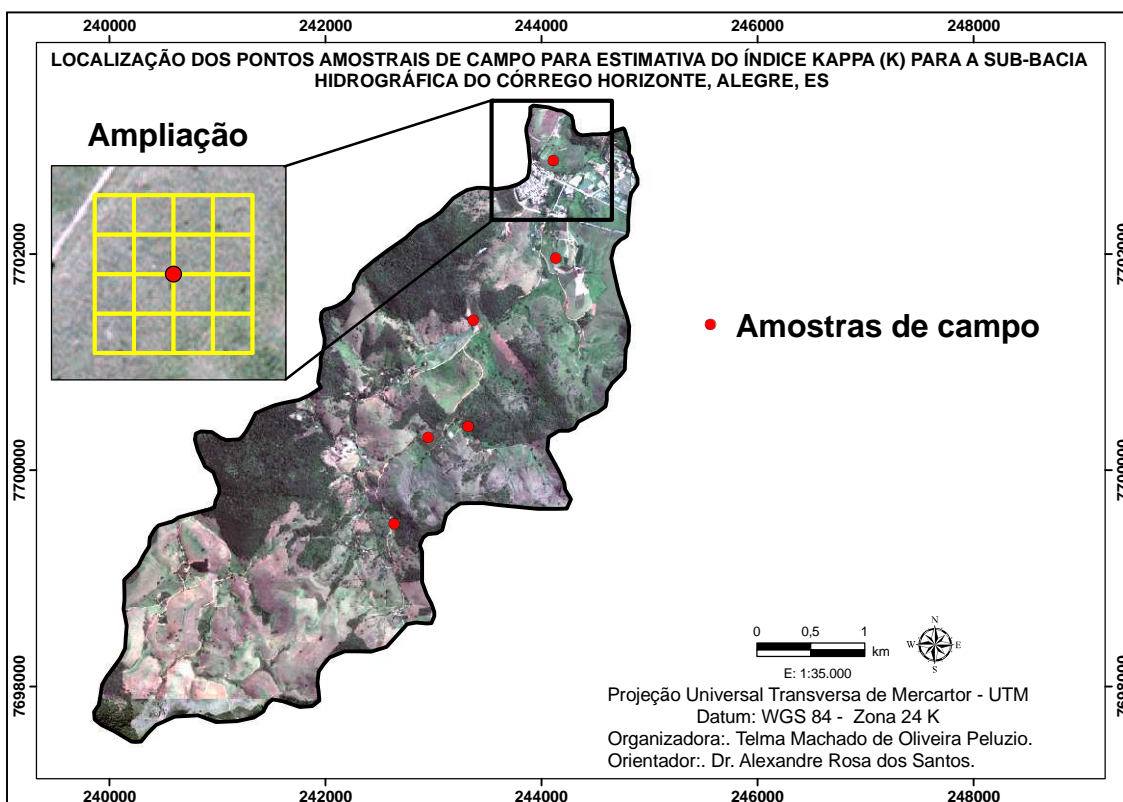 240000 242000 244000 246000 248000
LOCALIZAÇÃO DOS PONTOS AMOSTRAIS DE CAMPO PARA ESTIMATIVA DO ÍNDICE KAPPA (K) PARA A SUB-BACIA
HIDROGRÁFICA DO CÓRREGO HORIZONTE, ALEGRE, ES
Ampliação
7702000 7702000
Amostras de campo
7700000 7700000
N
W E
S
0 0,5 1
km
E: 1:35.000
7698000 7698000
Projeção Universal Transversa de Mercartor - UTM
Datum: WGS 84 - Zona 24 K
Organizadora:. Telma Machado de Oliveira Peluzio.
Orientador:. Dr. Alexandre Rosa dos Santos.
240000 242000 244000 246000 248000